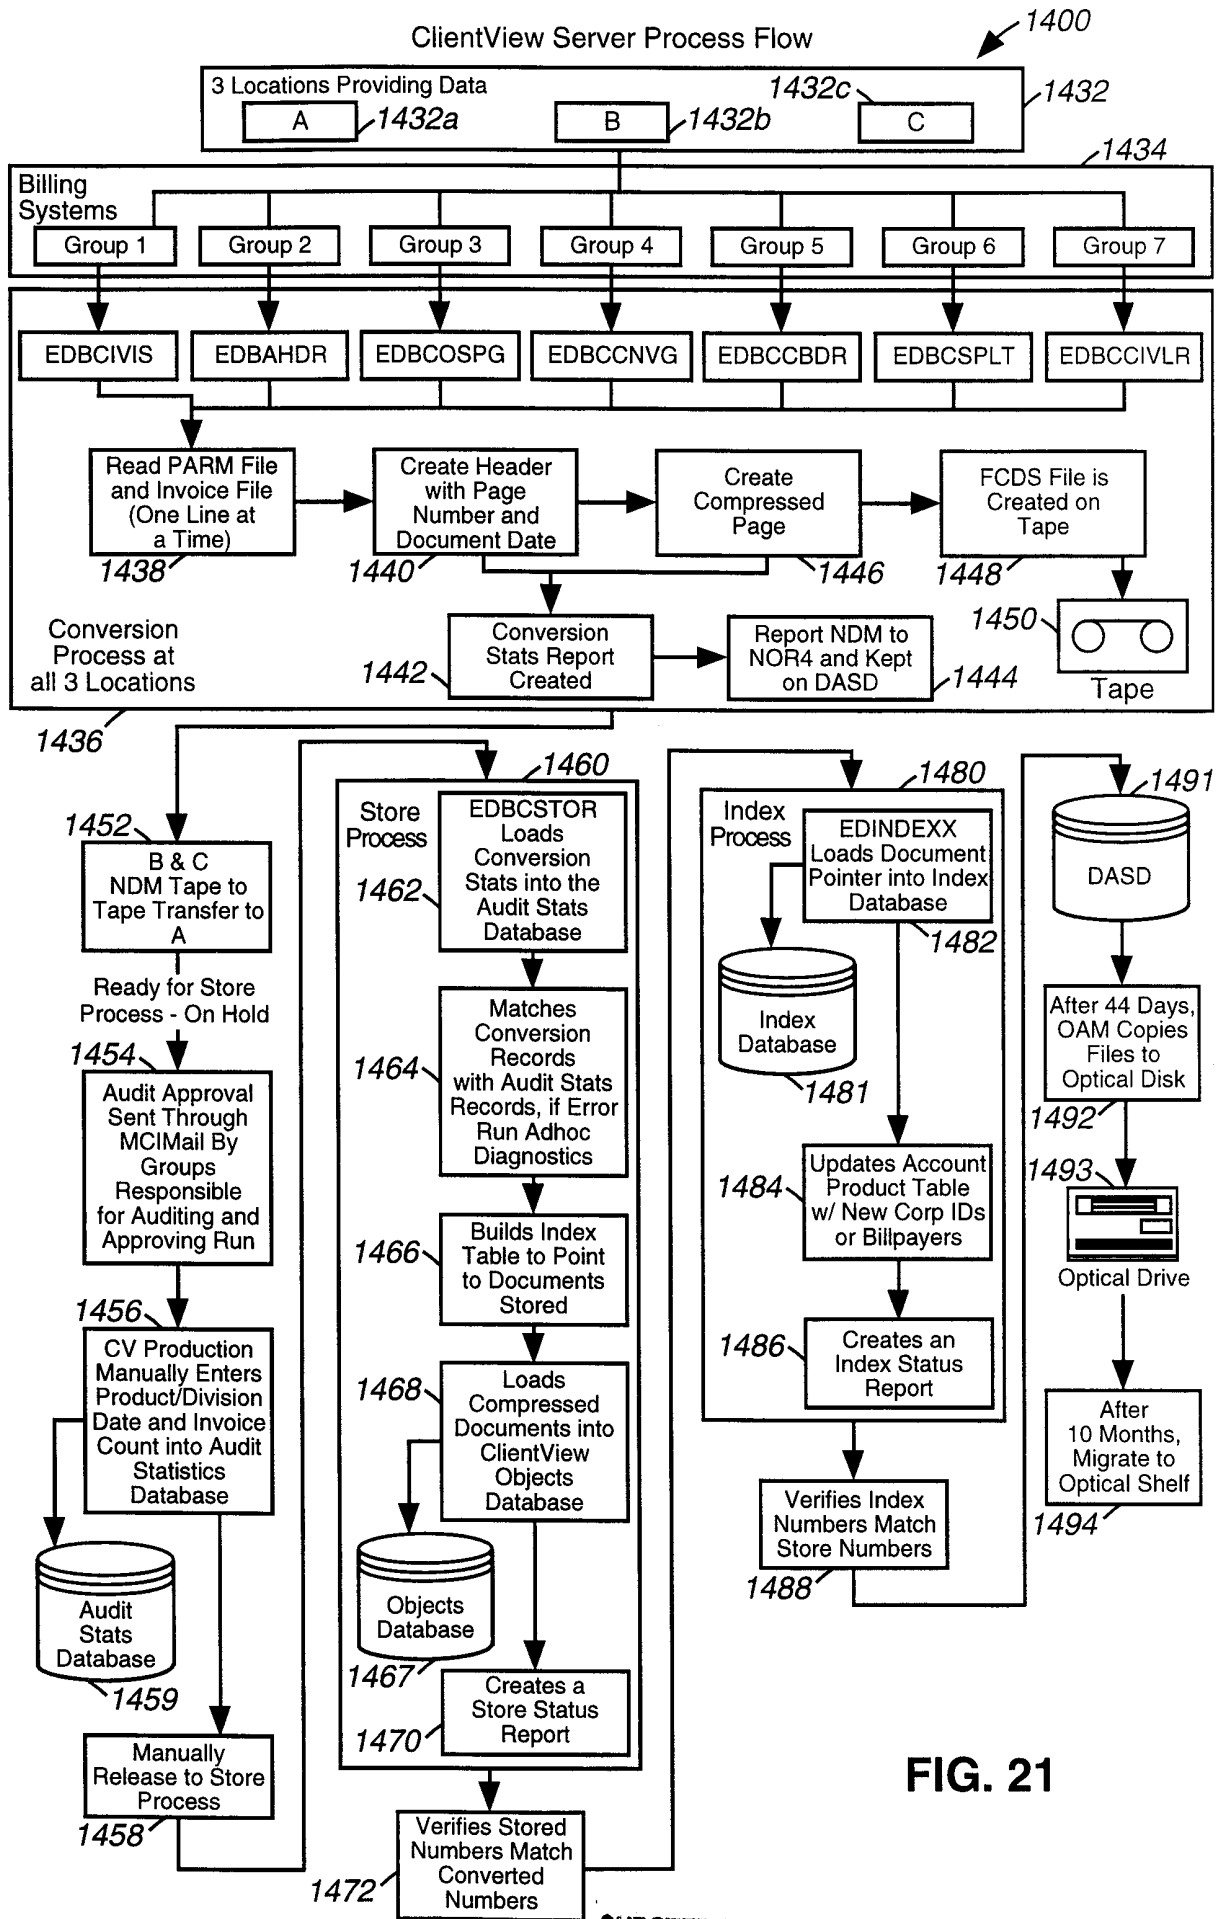 ClientView Server Process Flow
1400
3 Locations Providing Data
1432c
1432
A
1432a
B
1432b
C
1434
Billing
Systems
Group 1
Group 2
Group 3
Group 4
Group 5
Group 6
Group 7
EDBCIVIS
EDBAHDR
EDBCOSPG
EDBCCNVG
EDBCCBDR
EDBCSPLT
EDBCCIVLR
Read PARM File
and Invoice File
(One Line at
a Time)
1438
Create Header
with Page
Number and
Document Date
1440
Create
Compressed
Page
1446
FCDS File is
Created on
Tape
1448
1450
Tape
Conversion
Process at
all 3 Locations
1442
Conversion
Stats Report
Created
Report NDM to
NOR4 and Kept
on DASD
1444
1436
1452
B & C
NDM Tape to
Tape Transfer to
A
Ready for Store
Process - On Hold
1454
Audit Approval
Sent Through
MCIMail By
Groups
Responsible
for Auditing and
Approving Run
1456
CV Production
Manually Enters
Product/Division
Date and Invoice
Count into Audit
Statistics
Database
Audit
Stats
Database
1459
Manually
Release to Store
Process
1458
1460
Store
Process
EDBCSTOR
Loads
Conversion
Stats into the
Audit Stats
Database
1462
Matches
Conversion
Records
with Audit Stats
Records, if Error
Run Adhoc
Diagnostics
1464
Builds Index
Table to Point
to Documents
Stored
1466
1468
Loads
Compressed
Documents into
ClientView
Objects
Database
Objects
Database
1467
Creates a
Store Status
Report
1470
Verifies Stored
Numbers Match
Converted
Numbers
1472
1480
Index
Process
EDINDEXX
Loads Document
Pointer into Index
Database
1482
Index
Database
1481
1484
Updates Account
Product Table
w/ New Corp IDs
or Billpayers
1486
Creates an
Index Status
Report
Verifies Index
Numbers Match
Store Numbers
1488
1491
DASD
After 44 Days,
OAM Copies
Files to
Optical Disk
1492
1493
Optical Drive
After
10 Months,
Migrate to
Optical Shelf
1494
FIG. 21